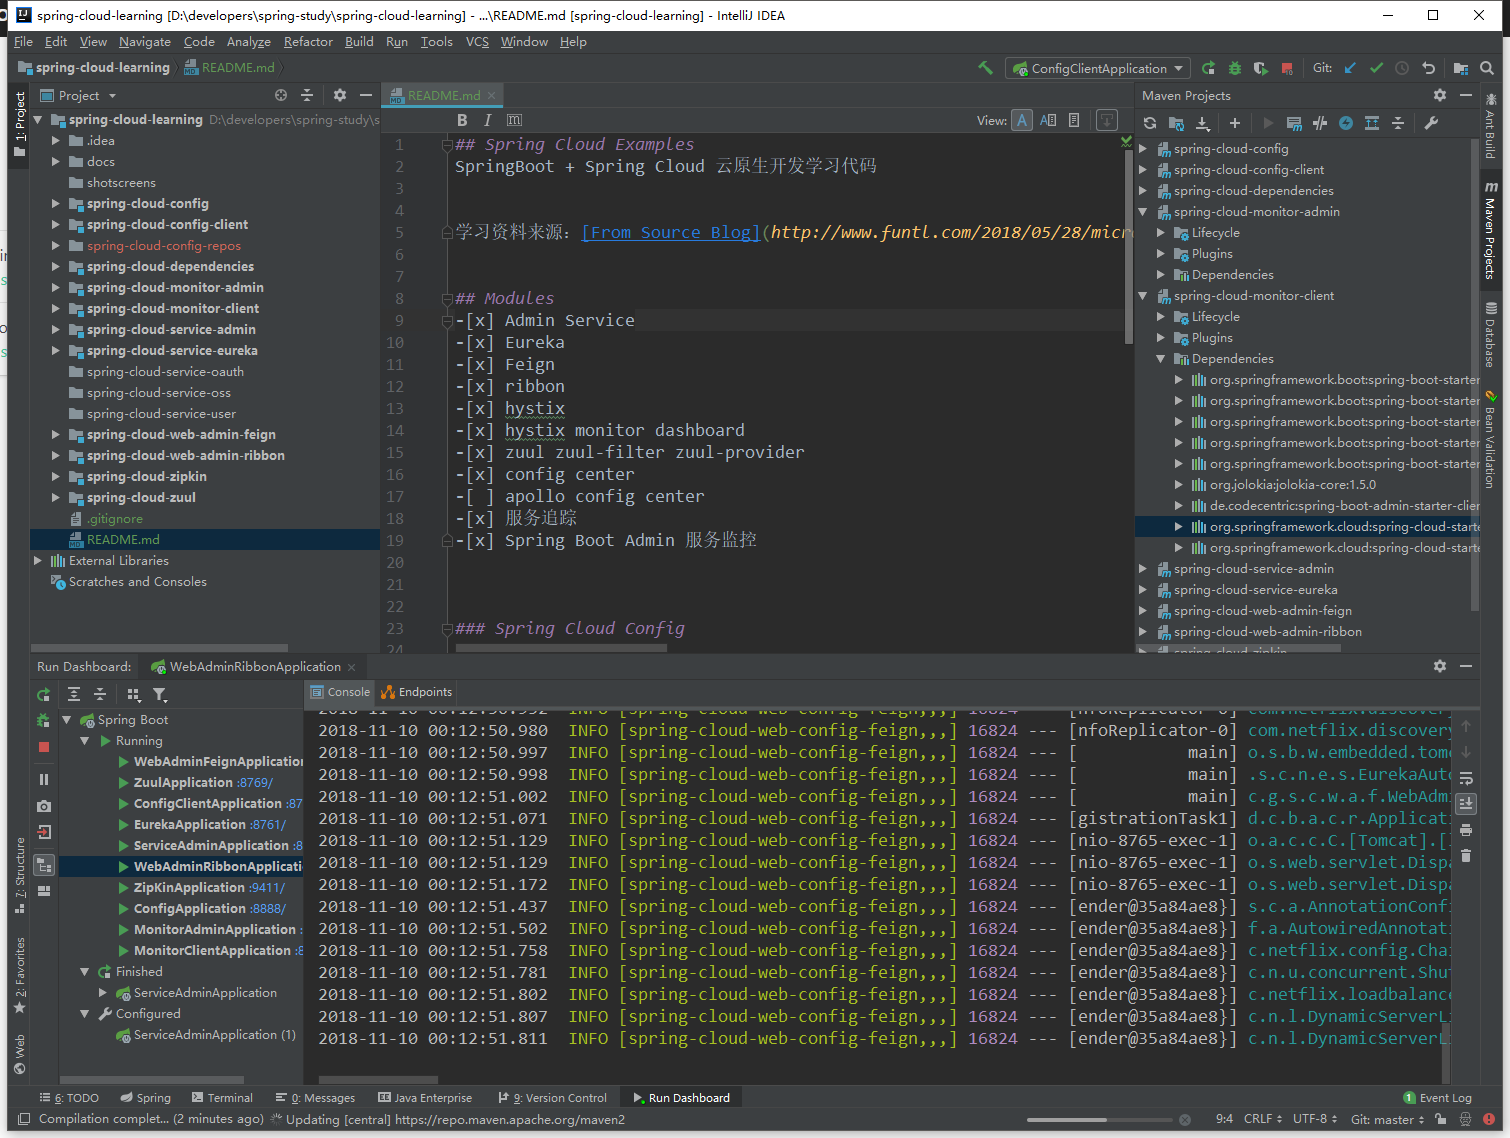 spring-cloud-learning [D:\developers\spring-study\spring-cloud-learning] - ...\README.md [spring-cloud-learning] - IntelliJ IDEA
File Edit View Navigate Code Analyze Refactor Build Run Tools VCS Window Help
spring-cloud-learning README.md
ConfigClientApplication
Git:
1: Project
Project
spring-cloud-learning D:\developers\spring-study\s
.idea
docs
shotscreens
spring-cloud-config
spring-cloud-config-client
spring-cloud-config-repos
spring-cloud-dependencies
spring-cloud-monitor-admin
spring-cloud-monitor-client
spring-cloud-service-admin
spring-cloud-service-eureka
spring-cloud-service-oauth
spring-cloud-service-oss
spring-cloud-service-user
spring-cloud-web-admin-feign
spring-cloud-web-admin-ribbon
spring-cloud-zipkin
spring-cloud-zuul
.gitignore
README.md
External Libraries
Scratches and Consoles
README.md
B I View: A
1 ## Spring Cloud Examples
2 SpringBoot + Spring Cloud 云原生开发学习代码
3
4
5 学习资料来源：[From Source Blog](http://www.funtl.com/2018/05/28/micr
6
7
8 ## Modules
9 -[x] Admin Service
10 -[x] Eureka
11 -[x] Feign
12 -[x] ribbon
13 -[x] hystix
14 -[x] hystix monitor dashboard
15 -[x] zuul zuul-filter zuul-provider
16 -[x] config center
17 -[ ] apollo config center
18 -[x] 服务追踪
19 -[x] Spring Boot Admin 服务监控
20
21
22
23 ### Spring Cloud Config
24
Maven Projects
spring-cloud-config
spring-cloud-config-client
spring-cloud-dependencies
spring-cloud-monitor-admin
Lifecycle
Plugins
Dependencies
spring-cloud-monitor-client
Lifecycle
Plugins
Dependencies
org.springframework.boot:spring-boot-starter
org.springframework.boot:spring-boot-starter
org.springframework.boot:spring-boot-starter
org.springframework.boot:spring-boot-starter
org.springframework.boot:spring-boot-starter
org.jolokia:jolokia-core:1.5.0
de.codecentric:spring-boot-admin-starter-clie
org.springframework.cloud:spring-cloud-starte
org.springframework.cloud:spring-cloud-starte
spring-cloud-service-admin
spring-cloud-service-eureka
spring-cloud-web-admin-feign
spring-cloud-web-admin-ribbon
spring-cloud-zipkin
Ant Build
Maven Projects
Database
Bean Validation
Run Dashboard: WebAdminRibbonApplication
Console Endpoints
Spring Boot
Running
WebAdminFeignApplication
ZuulApplication :8769/
ConfigClientApplication :87
EurekaApplication :8761/
ServiceAdminApplication :8
WebAdminRibbonApplicati
ZipKinApplication :9411/
ConfigApplication :8888/
MonitorAdminApplication :
MonitorClientApplication :8
Finished
ServiceAdminApplication
Configured
ServiceAdminApplication (1)
2018-11-10 00:12:50.980 INFO [spring-cloud-web-config-feign,,,] 16824 --- [nfoReplicator-0] com.netflix.discovery
2018-11-10 00:12:50.997 INFO [spring-cloud-web-config-feign,,,] 16824 --- [ main] o.s.b.w.embedded.tomc
2018-11-10 00:12:50.998 INFO [spring-cloud-web-config-feign,,,] 16824 --- [ main] .s.c.n.e.s.EurekaAuto
2018-11-10 00:12:51.002 INFO [spring-cloud-web-config-feign,,,] 16824 --- [ main] c.g.s.c.w.a.f.WebAdmi
2018-11-10 00:12:51.071 INFO [spring-cloud-web-config-feign,,,] 16824 --- [gistrationTask1] d.c.b.a.c.r.Applicati
2018-11-10 00:12:51.129 INFO [spring-cloud-web-config-feign,,,] 16824 --- [nio-8765-exec-1] o.a.c.c.C.[Tomcat].[l
2018-11-10 00:12:51.129 INFO [spring-cloud-web-config-feign,,,] 16824 --- [nio-8765-exec-1] o.s.web.servlet.Dispa
2018-11-10 00:12:51.172 INFO [spring-cloud-web-config-feign,,,] 16824 --- [nio-8765-exec-1] o.s.web.servlet.Dispa
2018-11-10 00:12:51.437 INFO [spring-cloud-web-config-feign,,,] 16824 --- [ender@35a84ae8}] s.c.a.AnnotationConfi
2018-11-10 00:12:51.502 INFO [spring-cloud-web-config-feign,,,] 16824 --- [ender@35a84ae8}] f.a.AutowiredAnnotati
2018-11-10 00:12:51.758 INFO [spring-cloud-web-config-feign,,,] 16824 --- [ender@35a84ae8}] c.netflix.config.Chai
2018-11-10 00:12:51.781 INFO [spring-cloud-web-config-feign,,,] 16824 --- [ender@35a84ae8}] c.n.u.concurrent.Shut
2018-11-10 00:12:51.802 INFO [spring-cloud-web-config-feign,,,] 16824 --- [ender@35a84ae8}] c.netflix.loadbalance
2018-11-10 00:12:51.807 INFO [spring-cloud-web-config-feign,,,] 16824 --- [ender@35a84ae8}] c.n.l.DynamicServerL
2018-11-10 00:12:51.811 INFO [spring-cloud-web-config-feign,,,] 16824 --- [ender@35a84ae8}] c.n.l.DynamicServerL
7: Structure
2: Favorites
Web
6: TODO Spring Terminal 0: Messages Java Enterprise 9: Version Control Run Dashboard 1 Event Log
Compilation complet... (2 minutes ago) Updating [central] https://repo.maven.apache.org/maven2 9:4 CRLF UTF-8 Git: master